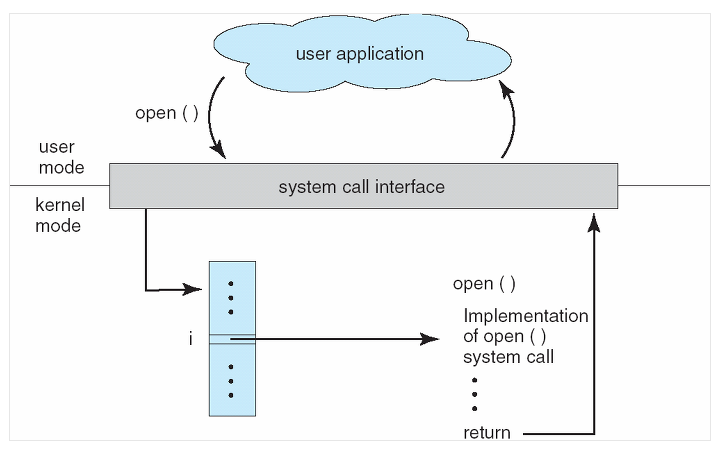 user application
open ( )
user
mode
system call interface
kernel
mode
open ( )
i
Implementation
of open ( )
system call
return